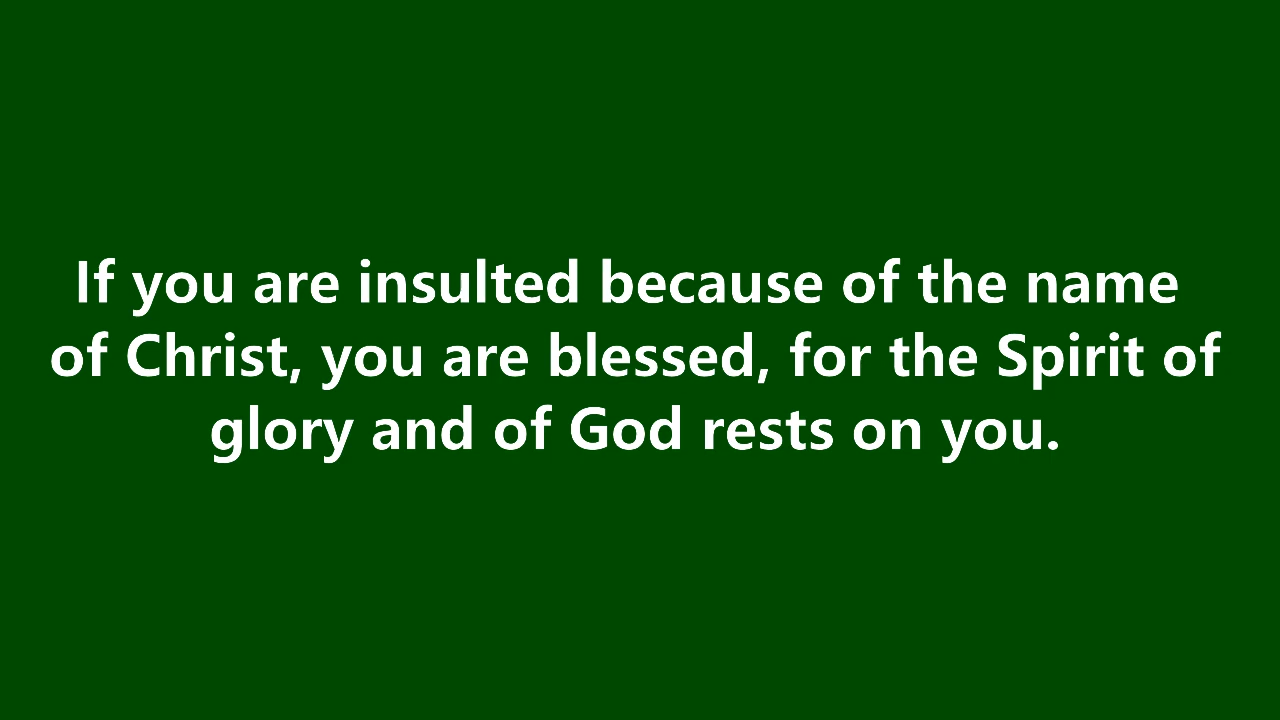 If you are insulted because of the name
of Christ, you are blessed, for the Spirit of
glory and of God rests on you.